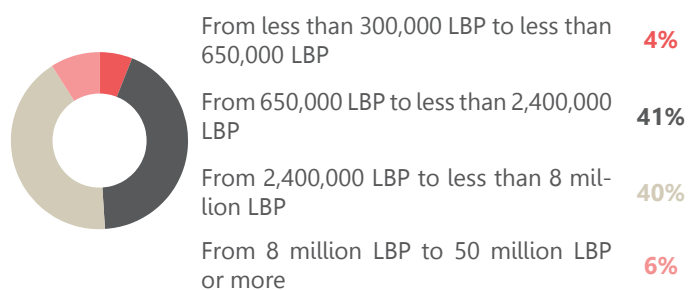 From less than 300,000 LBP to less than
650,000 LBP
4%
From 650,000 LBP to less than 2,400,000
LBP
41%
From 2,400,000 LBP to less than 8 mil-
lion LBP
40%
From 8 million LBP to 50 million LBP
or more
6%